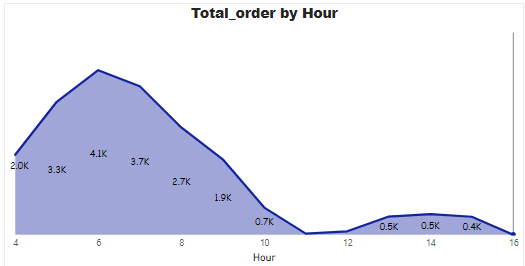 Total_order by Hour
2.0K
3.3K
4.1K
3.7K
2.7K
1.9K
0.7K
0.5K
0.5K
0.4K
4 6 8 10 12 14 16
Hour